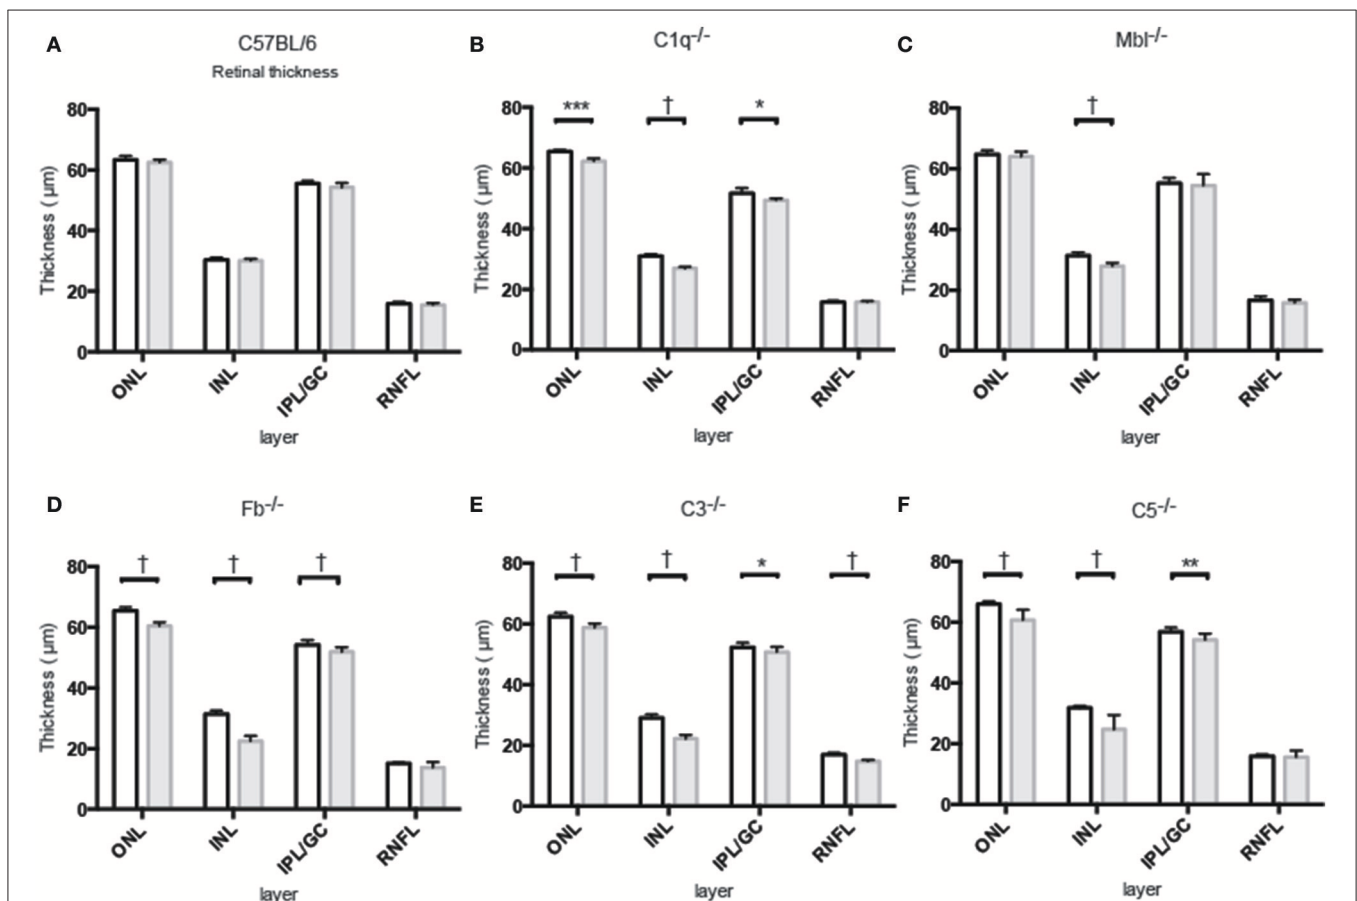 A
C57BL/6
Retinal thickness
Thickness ( µm)
80
60
40
20
0
ONL
INL
IPL/GC
RNFL
layer
B
C1q-/-
***
†
*
Thickness ( µm)
80
60
40
20
0
ONL
INL
IPL/GC
RNFL
layer
C
Mbl-/-
†
Thickness ( µm)
80
60
40
20
0
ONL
INL
IPL/GC
RNFL
layer
D
Fb-/-
†
†
†
Thickness ( µm)
80
60
40
20
0
ONL
INL
IPL/GC
RNFL
layer
E
C3-/-
†
†
*
†
Thickness ( µm)
80
60
40
20
0
ONL
INL
IPL/GC
RNFL
layer
F
C5-/-
†
†
**
Thickness ( µm)
80
60
40
20
0
ONL
INL
IPL/GC
RNFL
layer